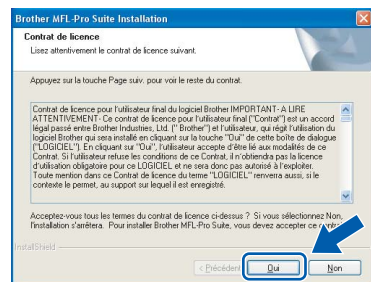 Brother MFL-Pro Suite Installation
Contrat de licence
Lisez attentivement le contrat de licence suivant.
Appuyez sur la touche Page suiv. pour voir le reste du contrat.
Contrat de licence pour l'utilisateur final du logiciel Brother IMPORTANT- A LIRE
ATTENTIVEMENT- Ce contrat de licence pour l'utilisateur final ("Contrat") est un accord
légal passé entre Brother Industries, Ltd. (" Brother") et l'utilisateur, qui régit l'utilisation du
logiciel Brother qui sera installé en cliquant sur la touche "Oui" de cette boîte de dialogue
("LOGICIEL"). En cliquant sur "Oui", l'utilisateur accepte d'être lié aux modalités de ce
Contrat. Si l'utilisateur refuse les conditions de ce Contrat, il n'obtiendra pas la licence
d'utilisation obligatoire pour ce LOGICIEL et ne sera donc pas autorisé à l'exploiter.
Toute mention dans ce Contrat de licence du terme "LOGICIEL" renverra aussi, si le
contexte le permet, au support sur lequel il est enregistré.
Acceptez-vous tous les termes du contrat de licence ci-dessus ? Si vous sélectionnez Non,
l'installation s'arrêtera. Pour installer Brother MFL-Pro Suite, vous devez accepter ce
InstallShield
< Précédent
Oui
Non